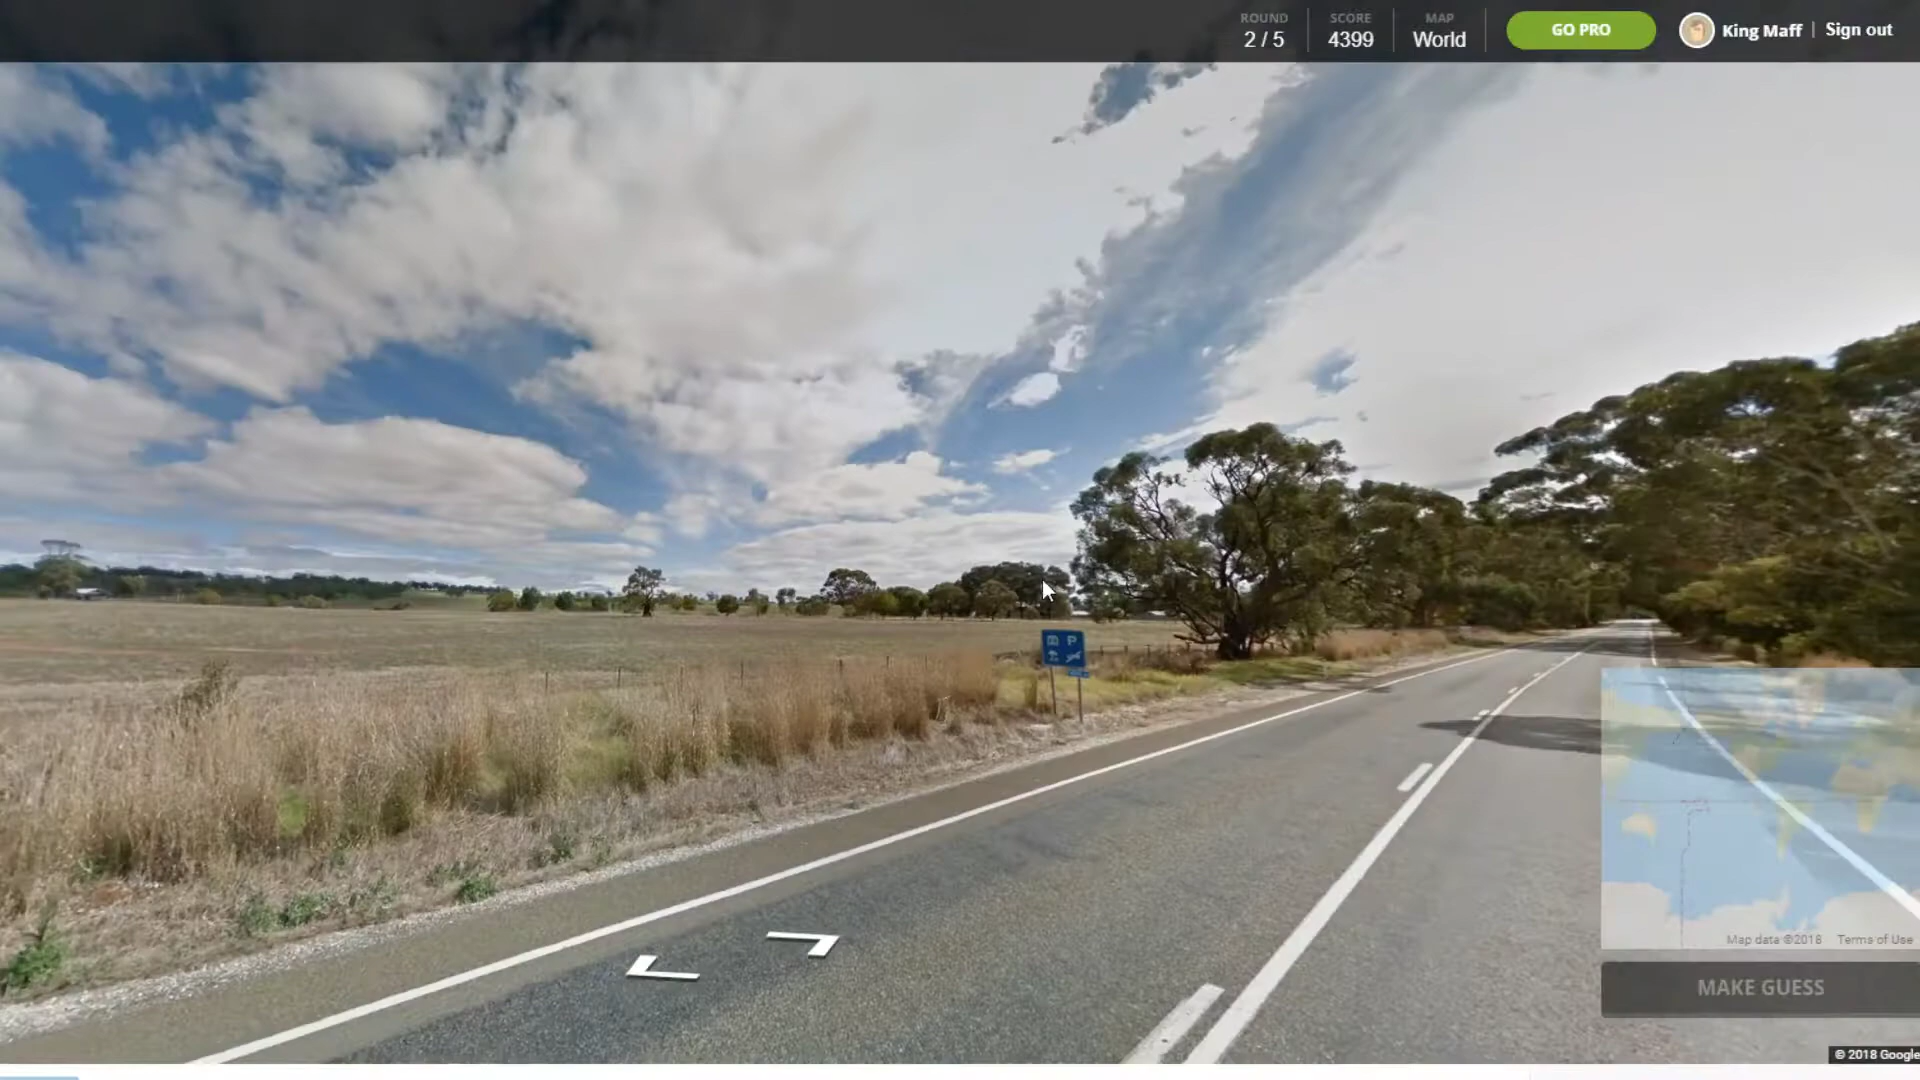 ROUND
2 / 5
SCORE
4399
MAP
World
GO PRO
King Maff
Sign out
P
Map data ©2018
Terms of Use
MAKE GUESS
© 2018 Google